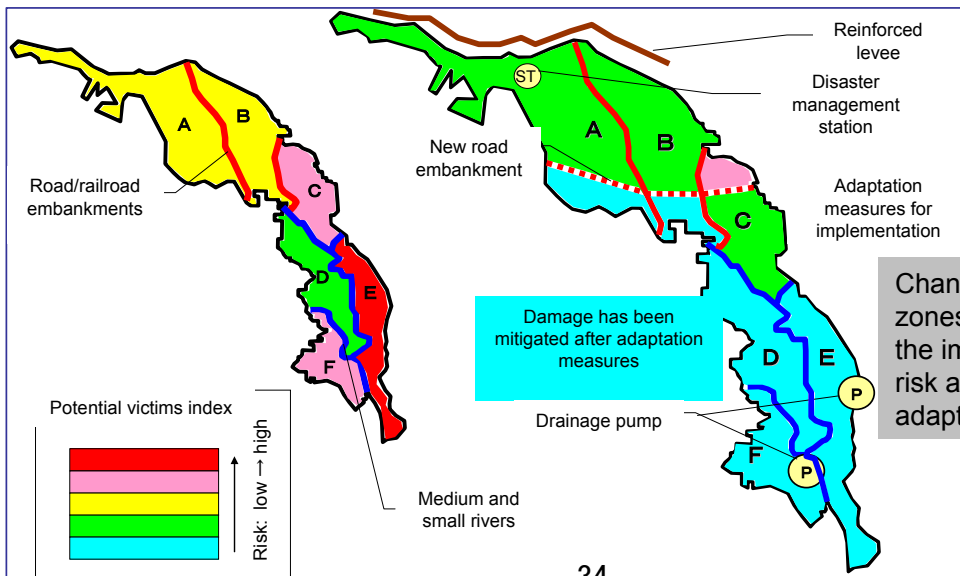 Reinforced
levee
Disaster
management
station
ST
A
B
New road
embankment
Road/railroad
embankments
C
D
E
F
A
B
C
Adaptation
measures for
implementation
Damage has been
mitigated after adaptation
measures
D
E
F
P
P
Drainage pump
Potential victims index
Risk: low → high
Medium and
small rivers
zones
the im
risk a
adapt
Chan
34